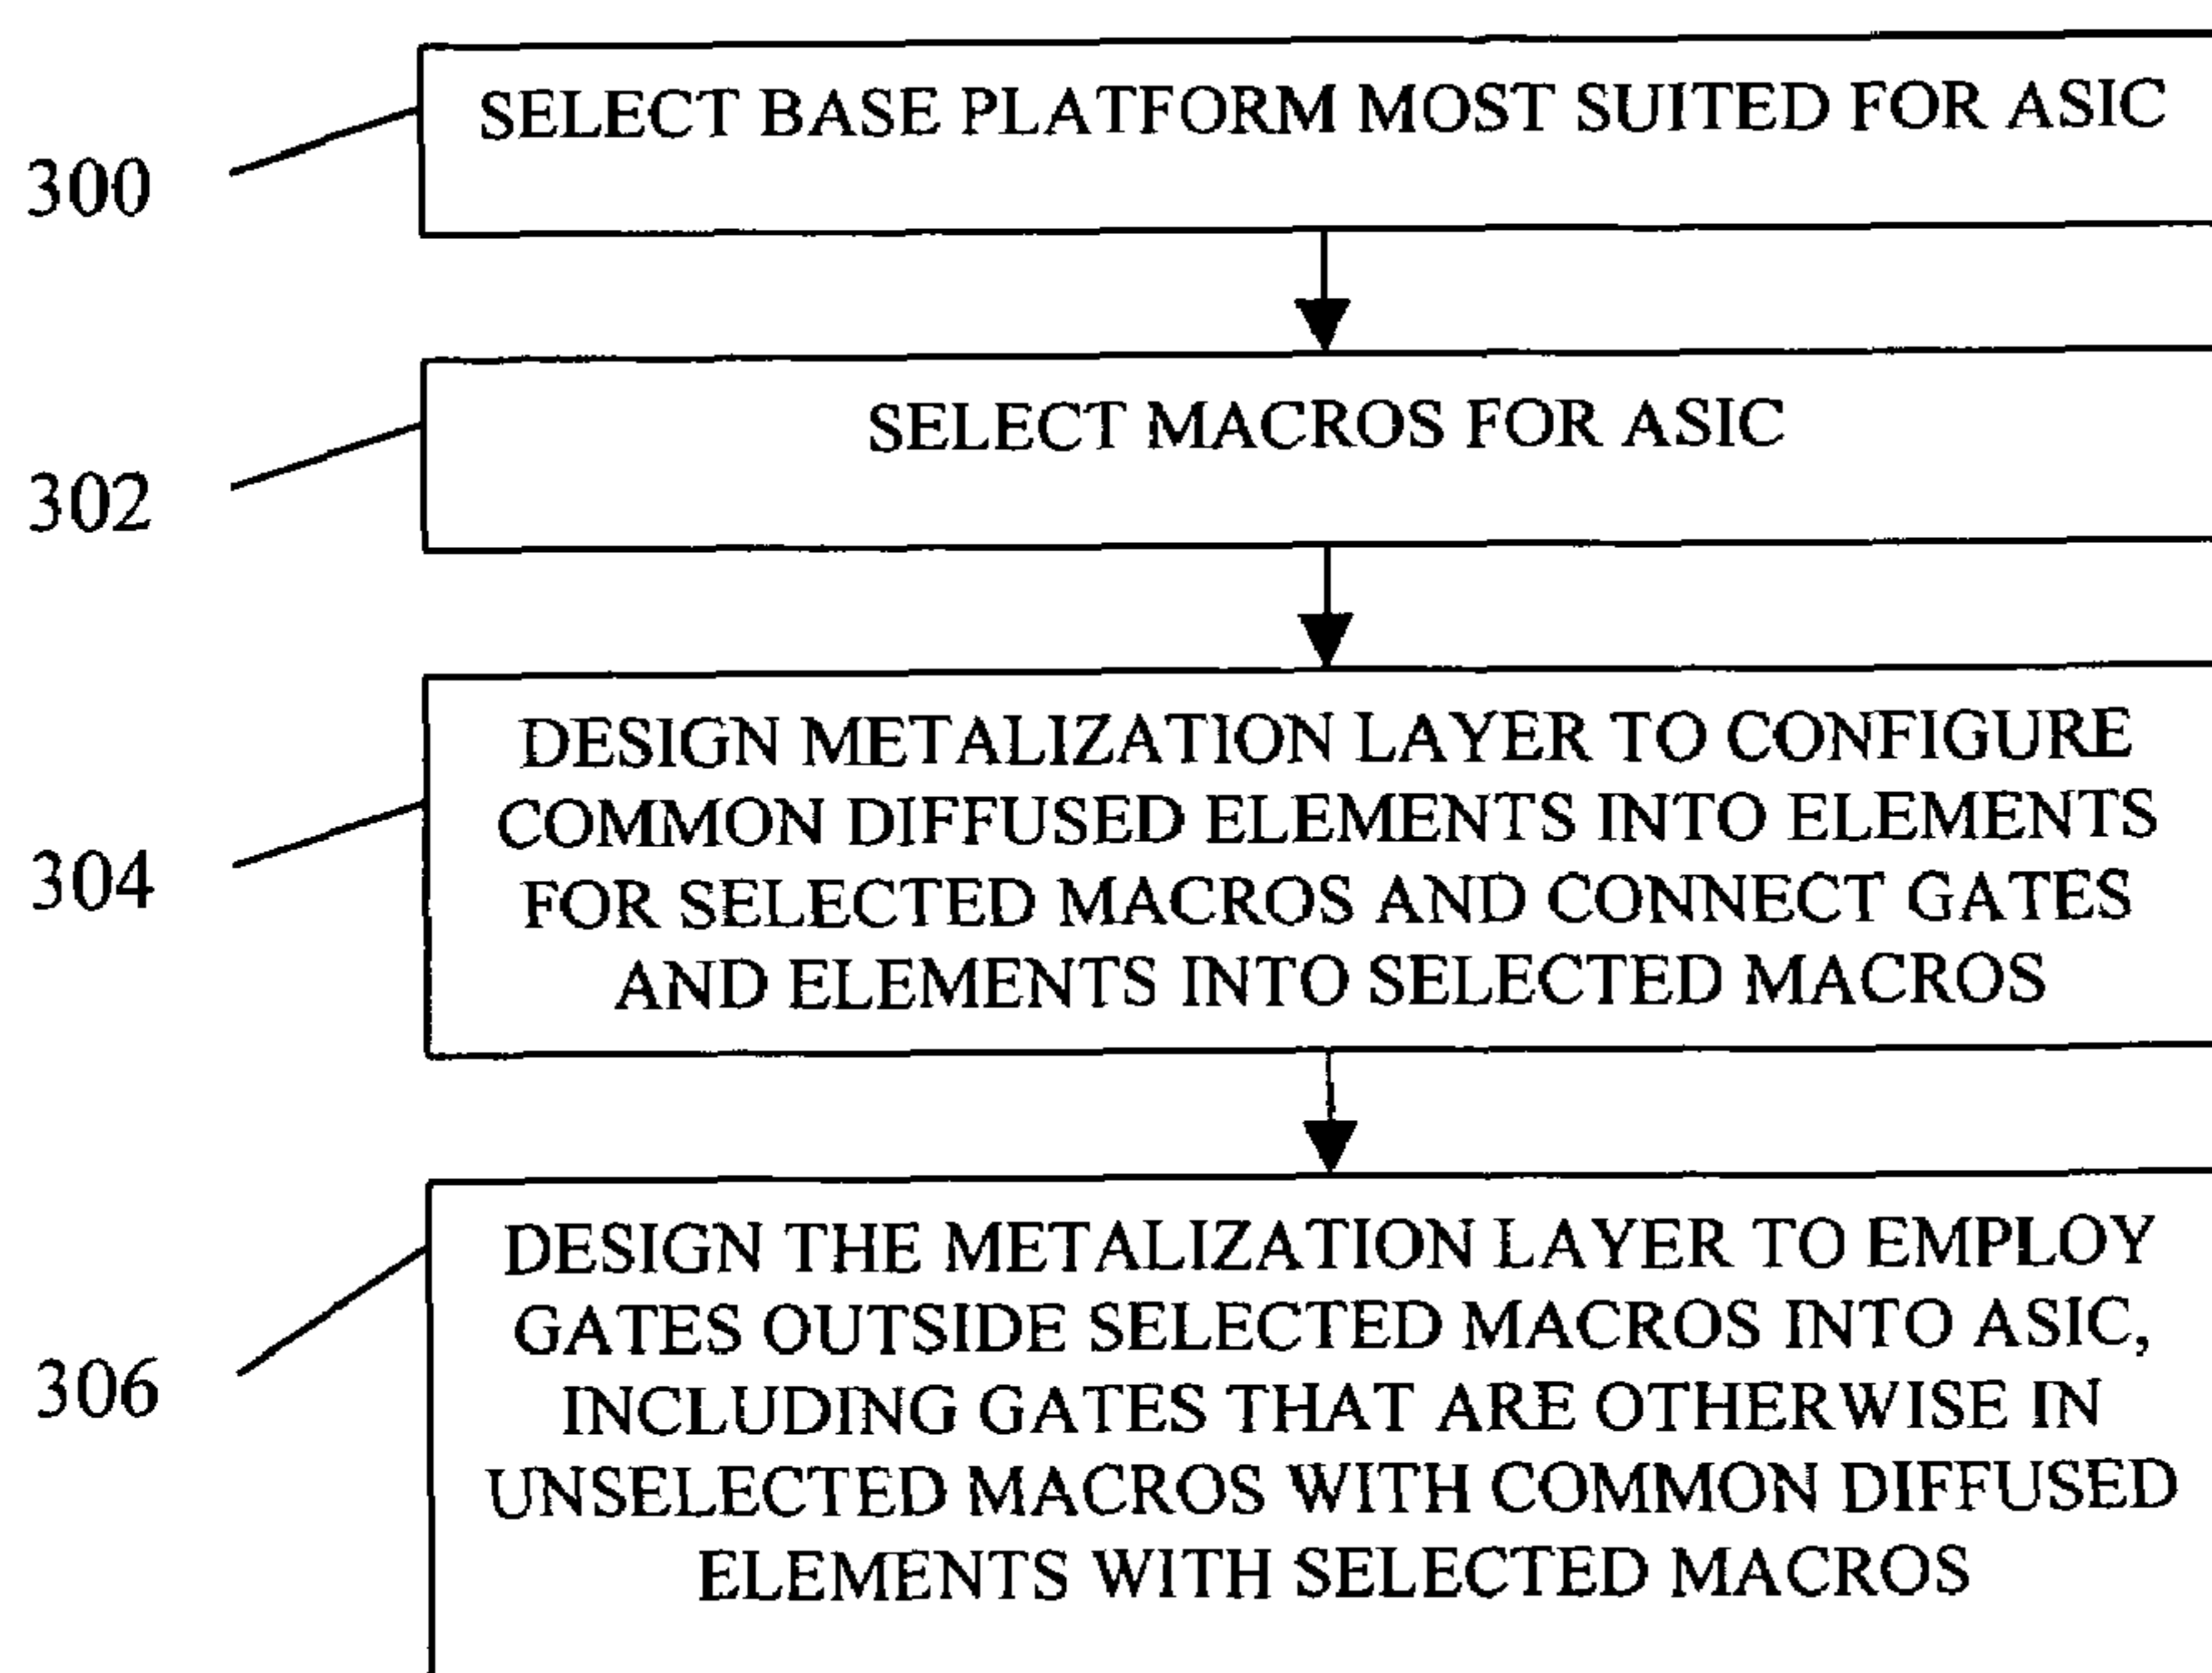 SELECT BASE PLATFORM MOST SUITED FOR ASIC
300
SELECT MACROS FOR ASIC
302
DESIGN METALIZATION LAYER TO CONFIGURE
COMMON DIFFUSED ELEMENTS INTO ELEMENTS
FOR SELECTED MACROS AND CONNECT GATES
AND ELEMENTS INTO SELECTED MACROS
304
DESIGN THE METALIZATION LAYER TO EMPLOY
GATES OUTSIDE SELECTED MACROS INTO ASIC,
INCLUDING GATES THAT ARE OTHERWISE IN
UNSELECTED MACROS WITH COMMON DIFFUSED
ELEMENTS WITH SELECTED MACROS
306